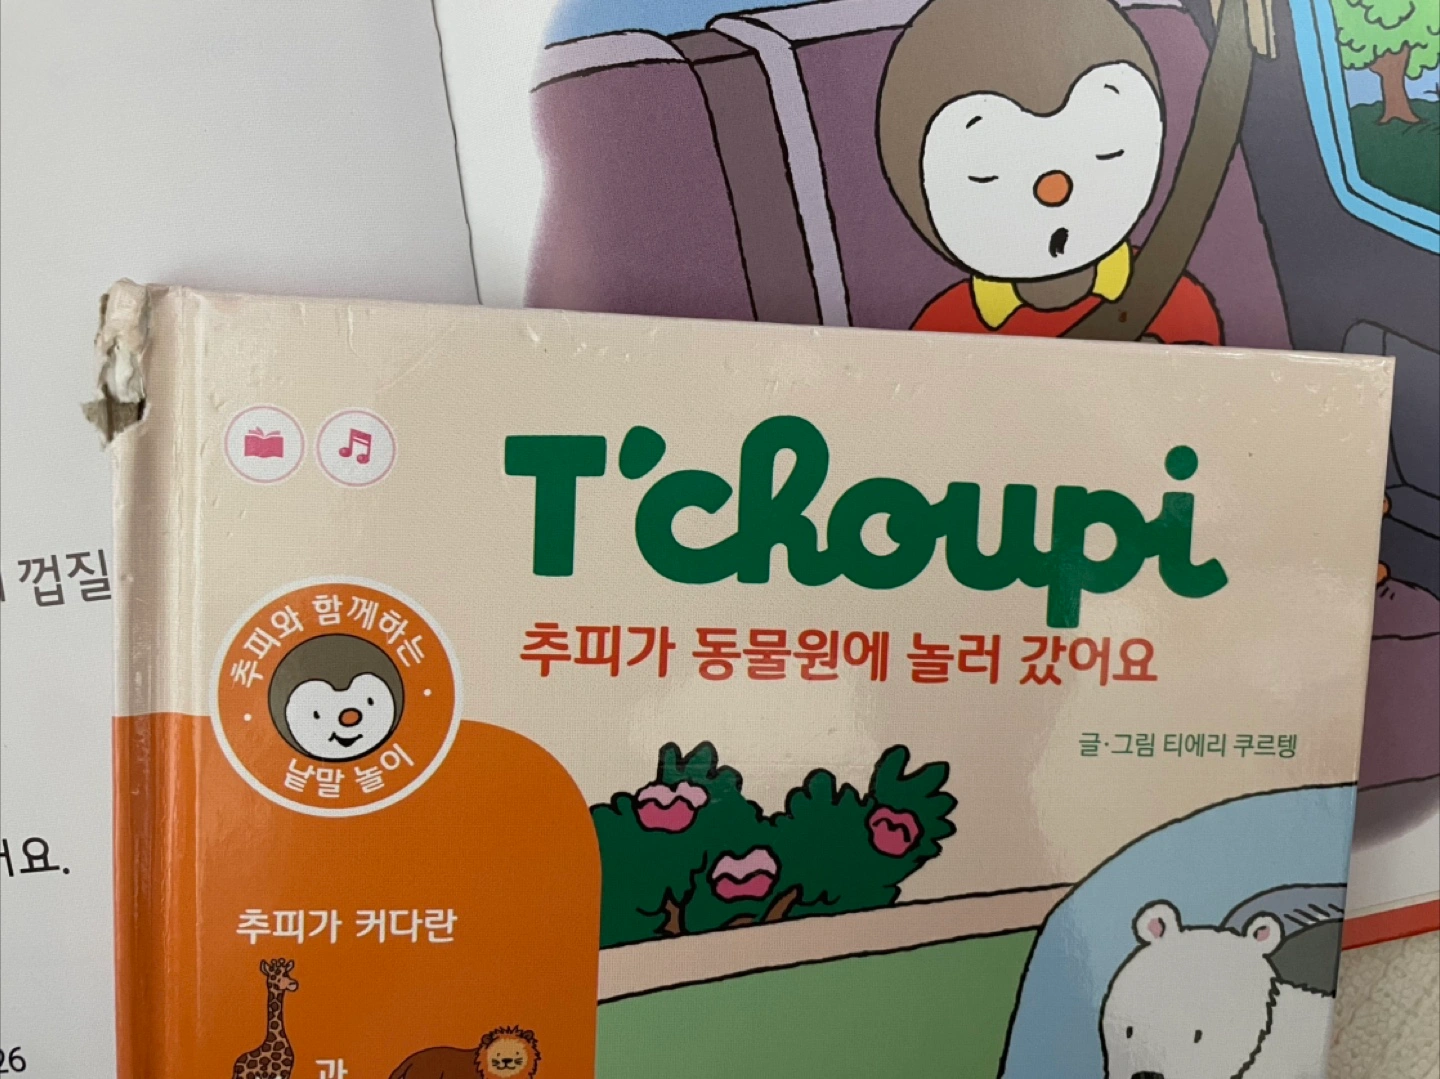 껍질
요.
26
T'choupi
추피가 동물원에 놀러 갔어요
글·그림 티에리 쿠르텡
추피와 함께하는
낱말 놀이
추피가 커다란
과